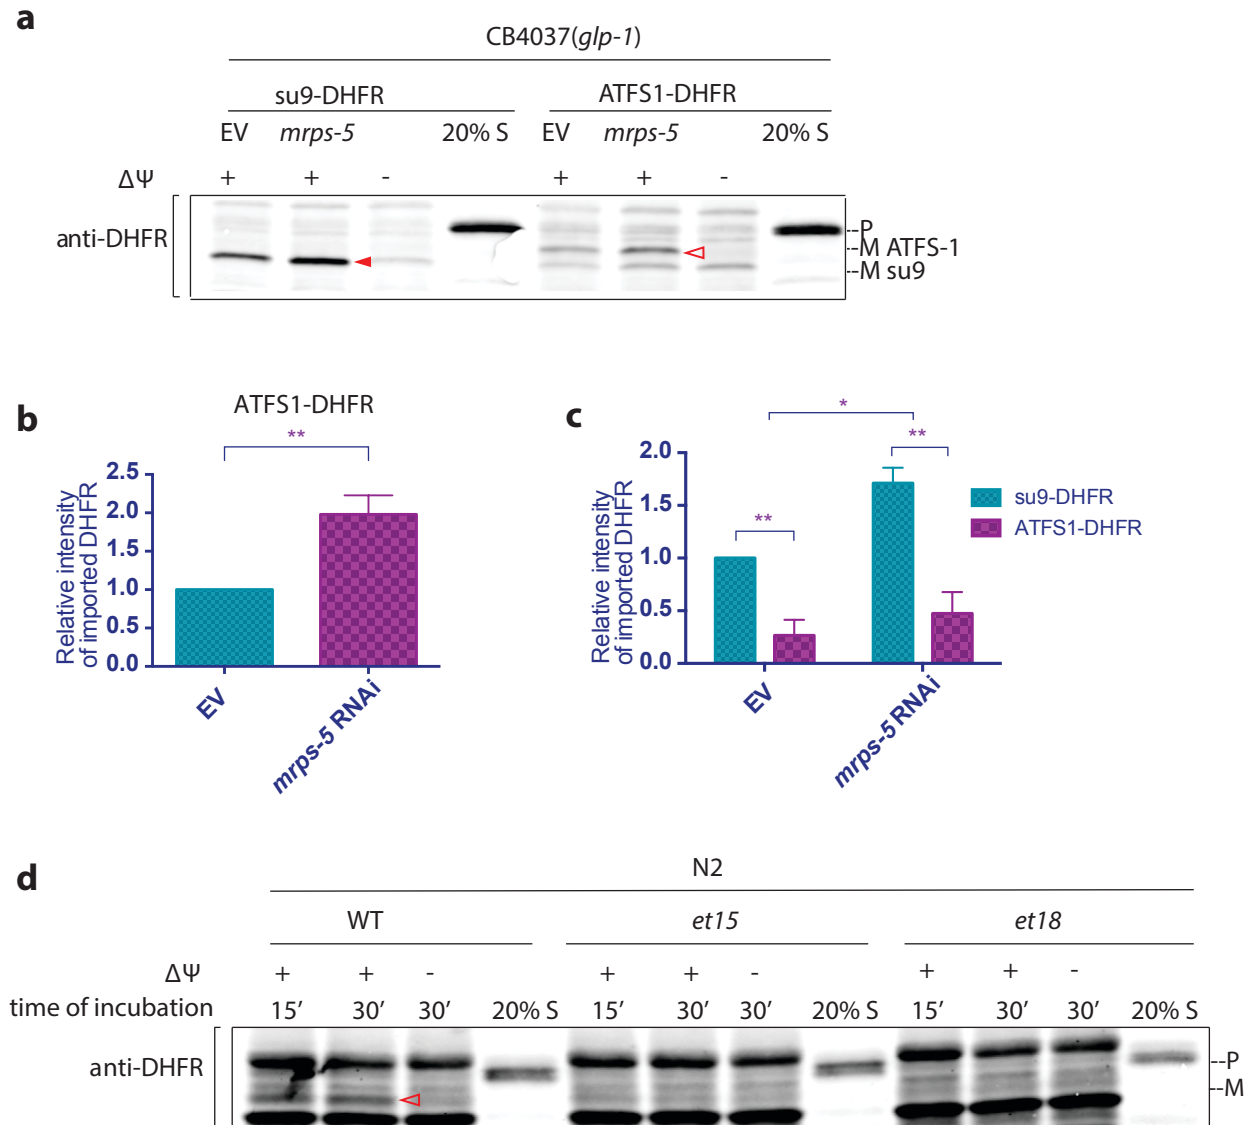 a
CB4037(glp-1)
su9-DHFR ATFS1-DHFR
EV mrps-5 20% S EV mrps-5 20% S
ΔΨ + + - + + -
anti-DHFR
--P
--M ATFS-1
--M su9
b
ATFS1-DHFR
**
Relative intensity
of imported DHFR
2.5
2.0
1.5
1.0
0.5
0.0
EV
mrps-5 RNAi
c
*
**
**
Relative intensity
of imported DHFR
2.0
1.5
1.0
0.5
0.0
EV
mrps-5 RNAi
su9-DHFR
ATFS1-DHFR
d
N2
WT et15 et18
ΔΨ + + - + + - + + -
time of incubation 15’ 30’ 30’ 20% S 15’ 30’ 30’ 20% S 15’ 30’ 30’ 20% S
anti-DHFR
--P
--M